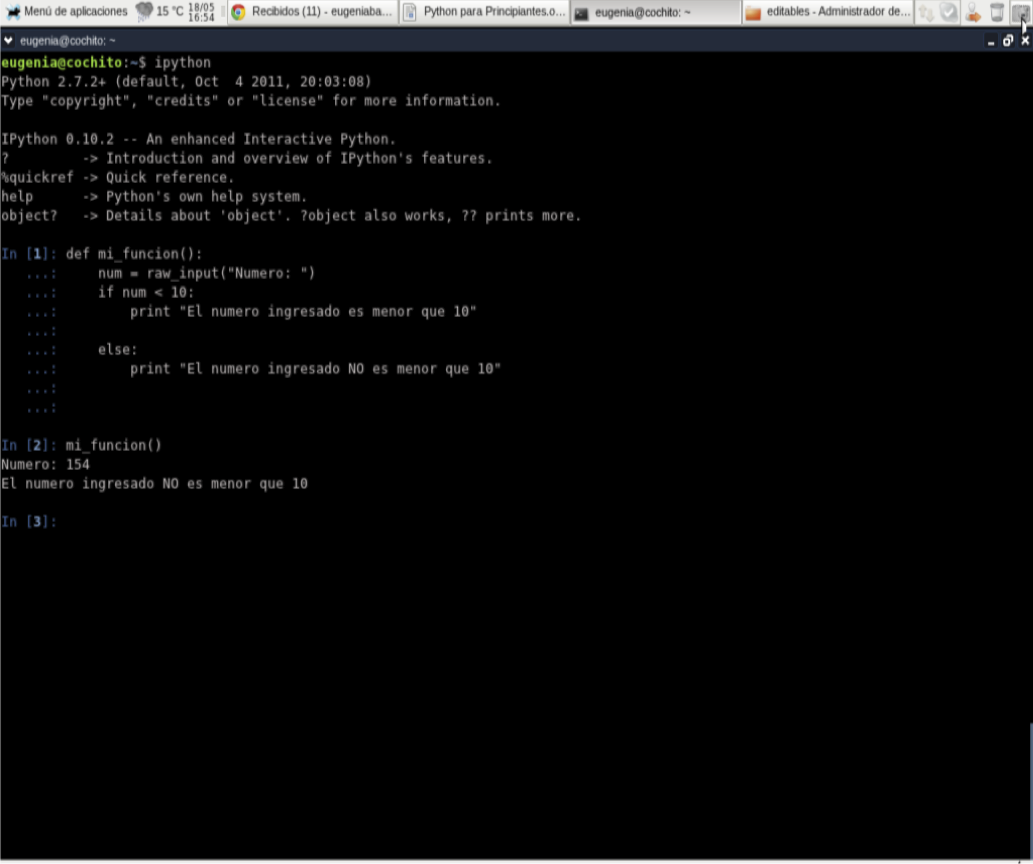 Menú de aplicaciones 15 °C 18/05 16:54 Recibidos (11) - eugeniaba... Python para Principiantes.o... eugenia@cochito: ~ editables - Administrador de...
eugenia@cochito: ~
eugenia@cochito:~$ ipython
Python 2.7.2+ (default, Oct  4 2011, 20:03:08)
Type "copyright", "credits" or "license" for more information.
IPython 0.10.2 -- An enhanced Interactive Python.
?         -> Introduction and overview of IPython's features.
%quickref -> Quick reference.
help      -> Python's own help system.
object?   -> Details about 'object'. ?object also works, ?? prints more.
In [1]: def mi_funcion():
   ...:     num = raw_input("Numero: ")
   ...:     if num < 10:
   ...:         print "El numero ingresado es menor que 10"
   ...:
   ...:     else:
   ...:         print "El numero ingresado NO es menor que 10"
   ...:
   ...:
In [2]: mi_funcion()
Numero: 154
El numero ingresado NO es menor que 10
In [3]: